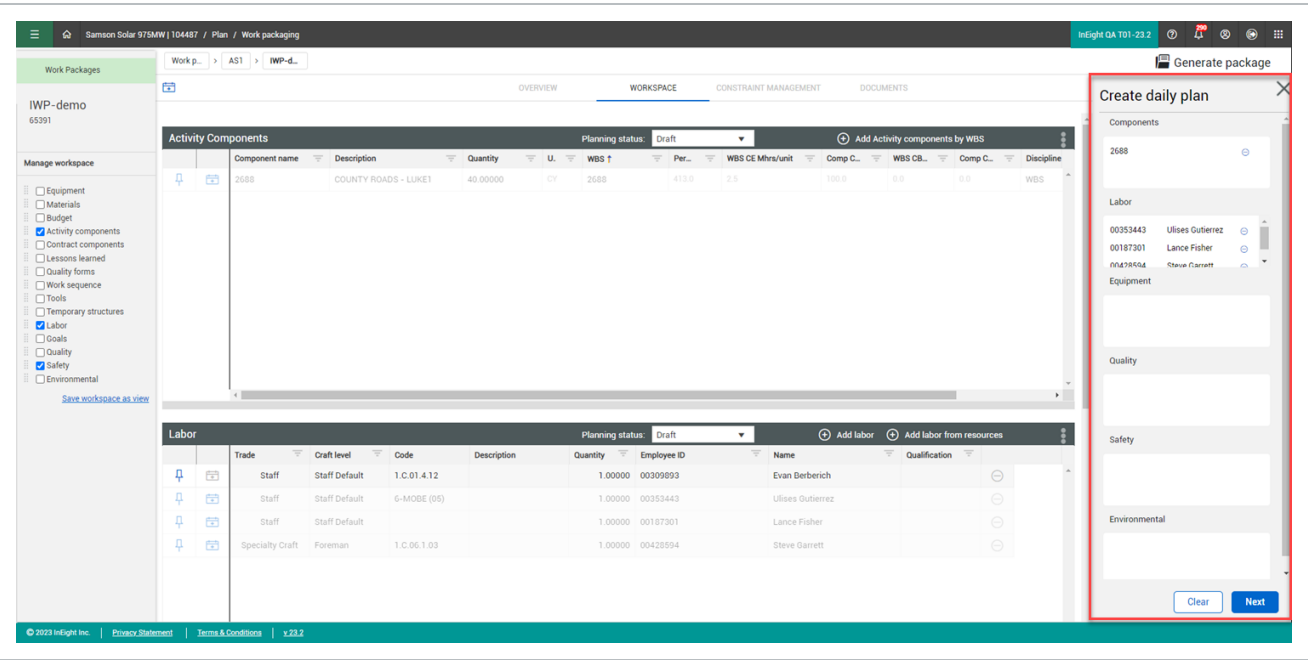 Samson Solar 975MW | 104487 / Plan / Work packaging
InEight QA T01-23.2
290
Work Packages
Work p... > AS1 > IWP-d...
Generate package
OVERVIEW WORKSPACE CONSTRAINT MANAGEMENT DOCUMENTS
IWP-demo
65391
Manage workspace
Equipment
Materials
Budget
Activity components
Contract components
Lessons learned
Quality forms
Work sequence
Tools
Temporary structures
Labor
Goals
Quality
Safety
Environmental
Save workspace as view
Activity Components Planning status: Draft Add Activity components by WBS
Component name Description Quantity U. WBS Per... WBS CE Mhrs/unit Comp C... WBS CB... Comp C... Discipline
2688 COUNTY ROADS - LUKE1 40.00000 CY 2688 413.0 2.5 100.0 0.0 0.0 WBS
Labor Planning status: Draft Add labor Add labor from resources
Trade Craft level Code Description Quantity Employee ID Name Qualification
Staff Staff Default 1.C.01.4.12 1.00000 00309893 Evan Berberich
Staff Staff Default 6-MOBE (05) 1.00000 00353443 Ulises Gutierrez
Staff Staff Default 1.00000 00187301 Lance Fisher
Specialty Craft Foreman 1.C.06.1.03 1.00000 00428594 Steve Garrett
Create daily plan
Components
2688
Labor
00353443 Ulises Gutierrez
00187301 Lance Fisher
00428594 Steve Garrett
Equipment
Quality
Safety
Environmental
Clear Next
© 2023 InEight Inc. | Privacy Statement | Terms & Conditions | v 23.2